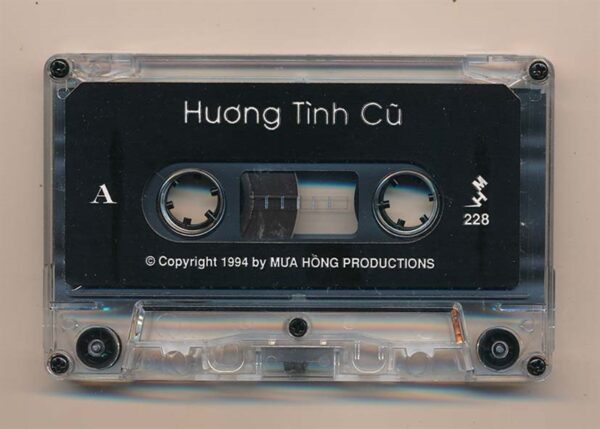 Hương Tình Cũ
A
228
© Copyright 1994 by MƯA HỒNG PRODUCTIONS